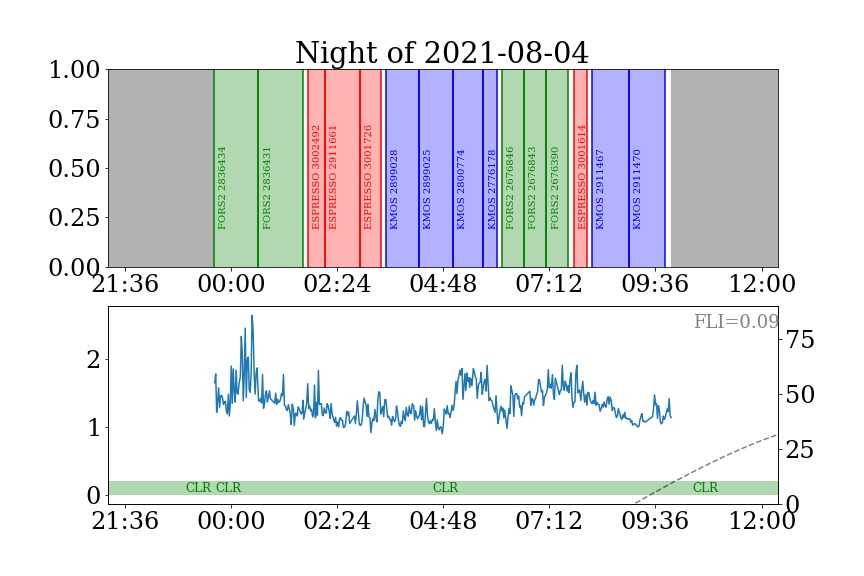 Night of 2021-08-04
1.00
0.75
0.50
0.25
0.00
FORS2 2836434
FORS2 2836431
ESPRESSO 3002492
ESPRESSO 2911661
ESPRESSO 3001726
KMOS 2899028
KMOS 2899025
KMOS 2800774
KMOS 2776178
FORS2 2676846
FORS2 2676843
FORS2 2676390
ESPRESSO 3001614
KMOS 2911467
KMOS 2911470
21:36 00:00 02:24 04:48 07:12 09:36 12:00
FLI=0.09
2
1
0
75
50
25
0
CLR CLR CLR CLR
21:36 00:00 02:24 04:48 07:12 09:36 12:00